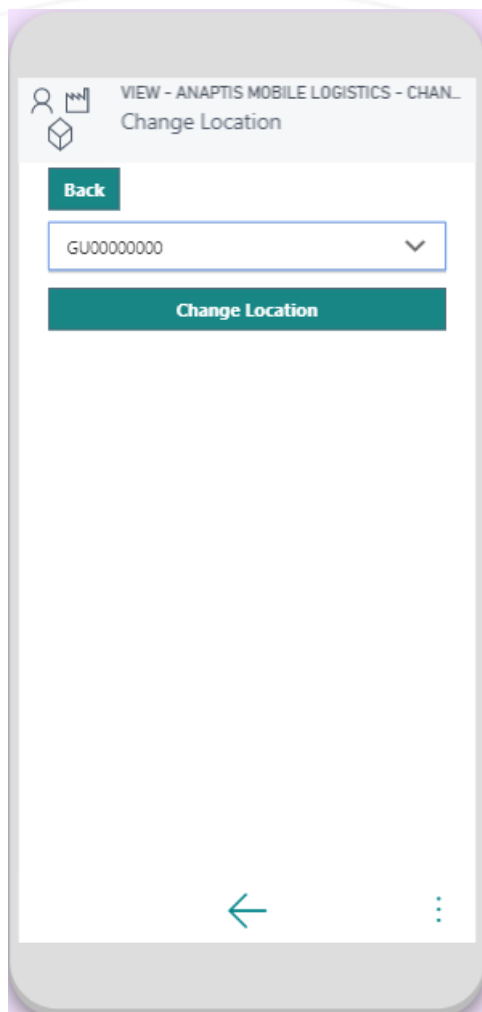 VIEW - ANAPTIS MOBILE LOGISTICS - CHAN...
Change Location
Back
GU00000000
Change Location